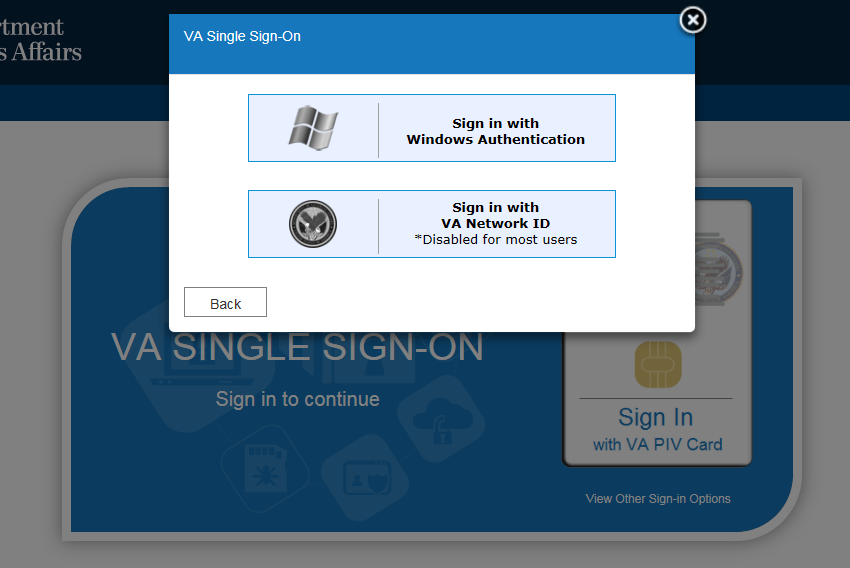 rtment
s Affairs
VA Single Sign-On
Sign in with
Windows Authentication
Sign in with
VA Network ID
*Disabled for most users
Back
VA SINGLE SIGN-ON
Sign in to continue
Sign In
with VA PIV Card
View Other Sign-in Options